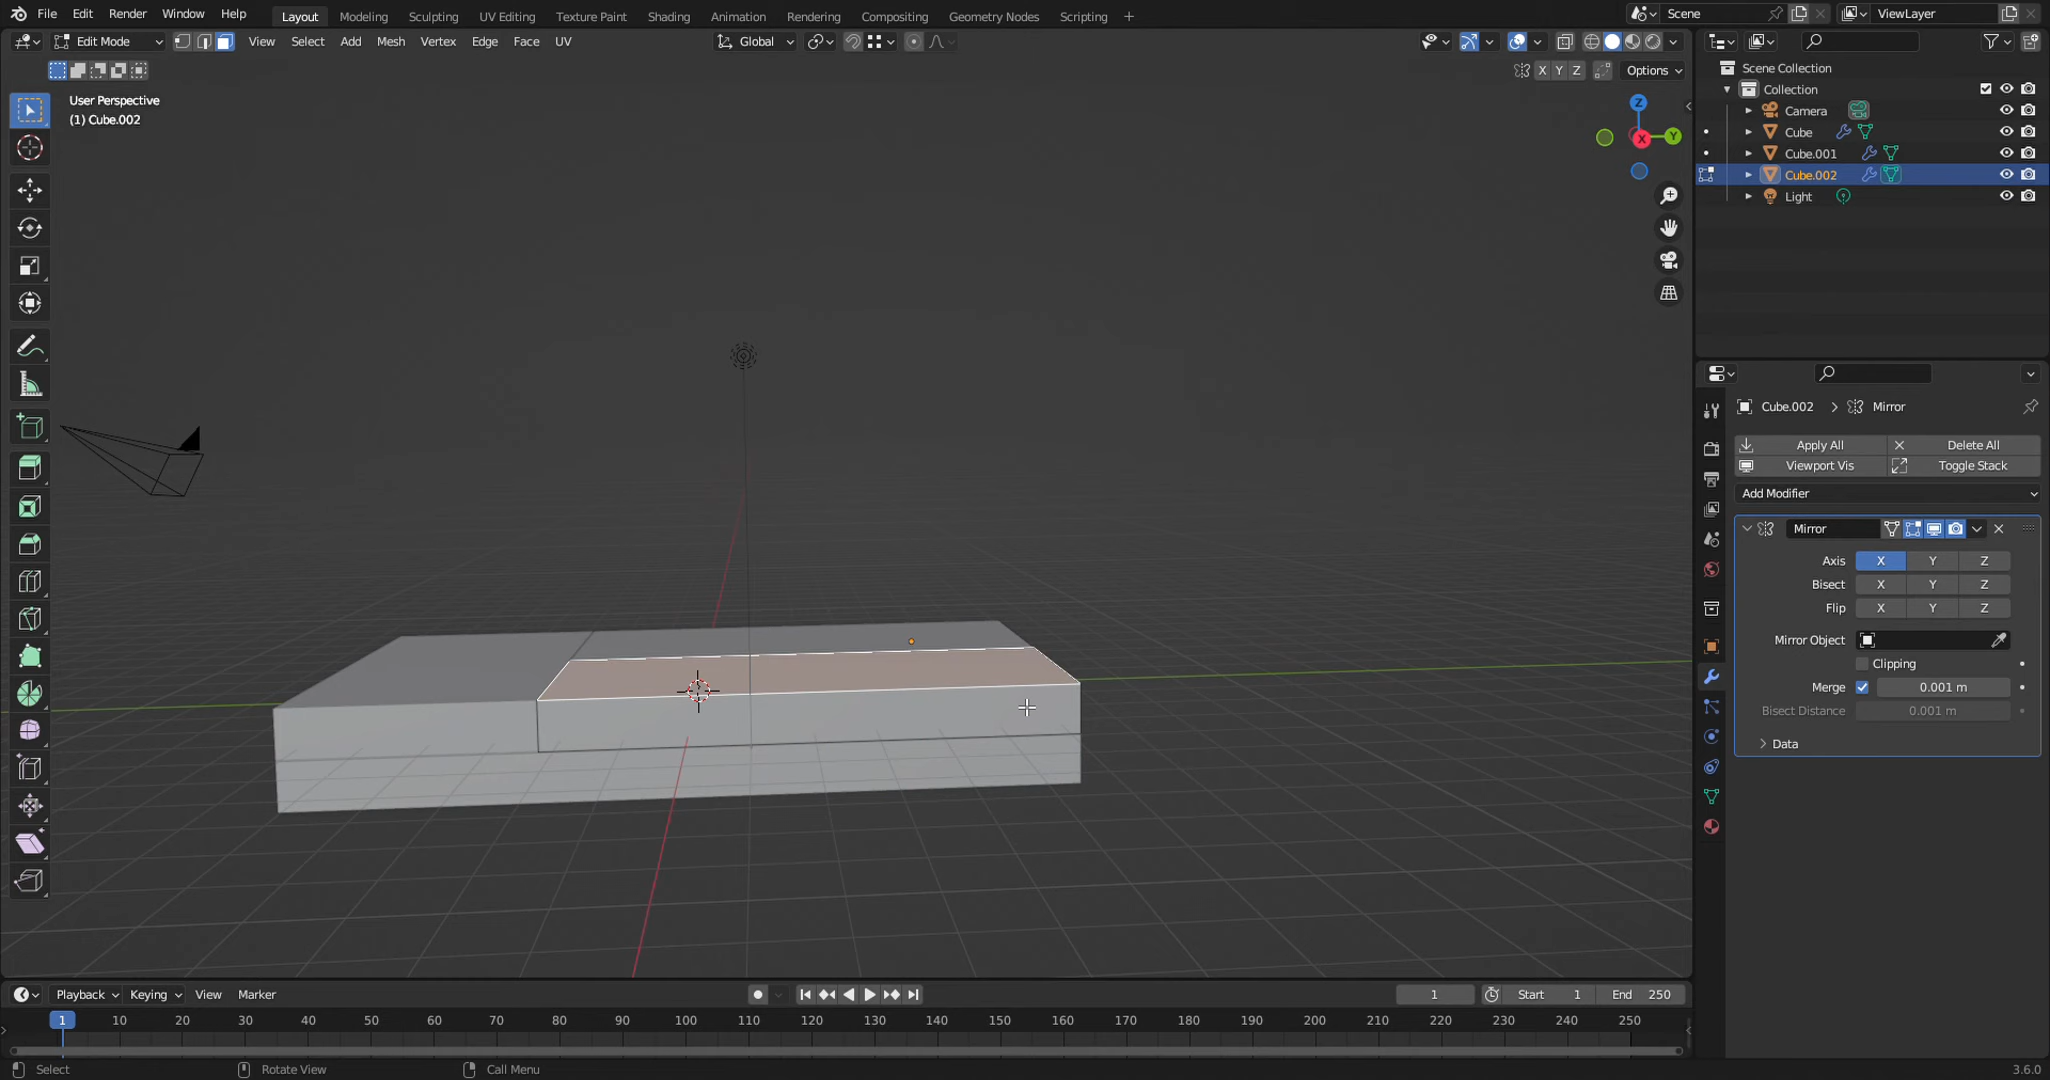 File Edit Render Window Help Layout Modeling Sculpting UV Editing Texture Paint Shading Animation Rendering Compositing Geometry Nodes Scripting + Scene ViewLayer
Edit Mode View Select Add Mesh Vertex Edge Face UV Global
X Y Z Options
User Perspective
(1) Cube.002
Z
X
Y
Scene Collection
Collection
Camera
Cube
Cube.001
Cube.002
Light
Cube.002 > Mirror
Apply All Delete All
Viewport Vis Toggle Stack
Add Modifier
Mirror
Axis X Y Z
Bisect X Y Z
Flip X Y Z
Mirror Object
Clipping
Merge 0.001 m
Bisect Distance 0.001 m
Data
Playback Keying View Marker 1 Start 1 End 250
1 10 20 30 40 50 60 70 80 90 100 110 120 130 140 150 160 170 180 190 200 210 220 230 240 250
Select Rotate View Call Menu 3.6.0